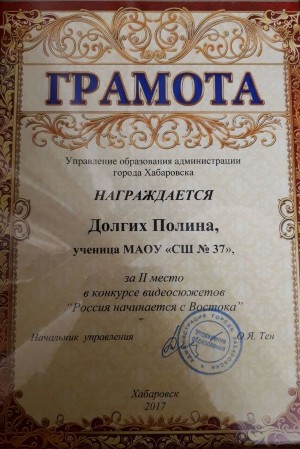 ГРАМОТА
Управление образования администрации
города Хабаровска
НАГРАЖДАЕТСЯ
Долгих Полина,
ученица МАОУ «СШ № 37»,
за II место
в конкурсе видеосюжетов
"Россия начинается с Востока"
Начальник управления О.Я. Тен
Хабаровск
2017